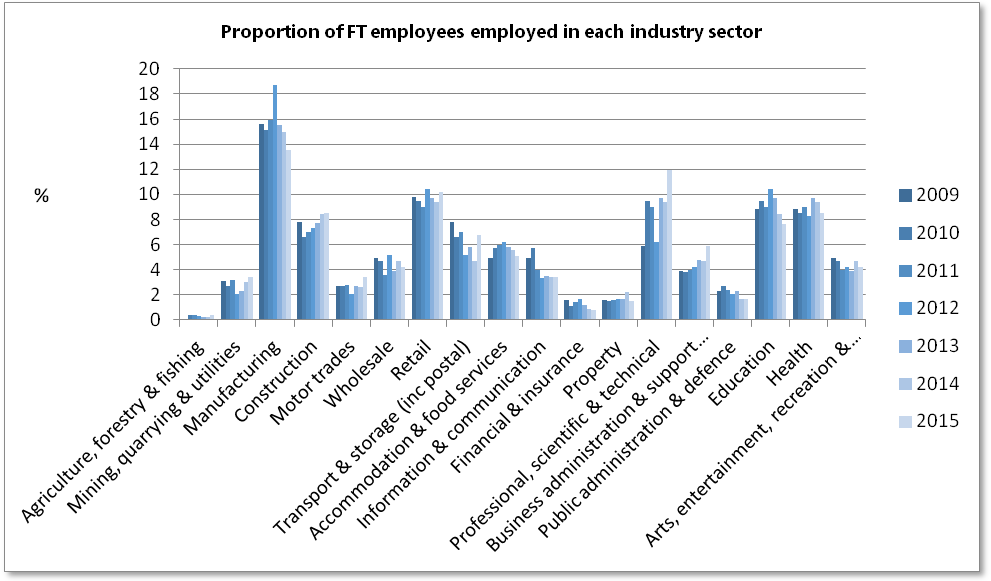 Proportion of FT employees employed in each industry sector
%
20
18
16
14
12
10
8
6
4
2
0
Agriculture, forestry & fishing
Mining, quarrying & utilities
Manufacturing
Construction
Motor trades
Wholesale
Retail
Transport & storage (inc postal)
Accommodation & food services
Information & communication
Financial & insurance
Property
Professional, scientific & technical
Business administration & support...
Public administration & defence
Education
Health
Arts, entertainment, recreation &...
2009
2010
2011
2012
2013
2014
2015